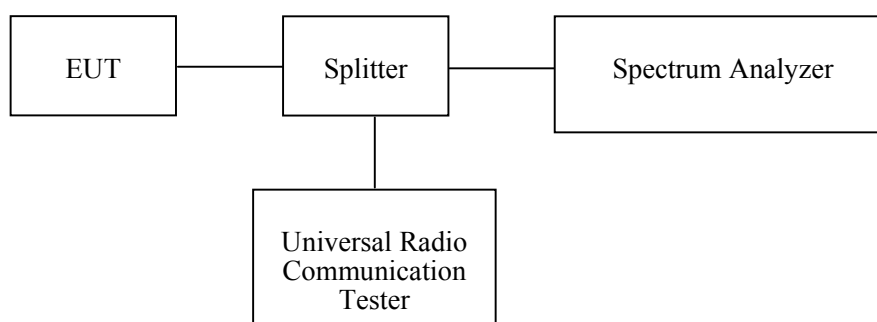 EUT
Splitter
Spectrum Analyzer
Universal Radio
Communication
Tester